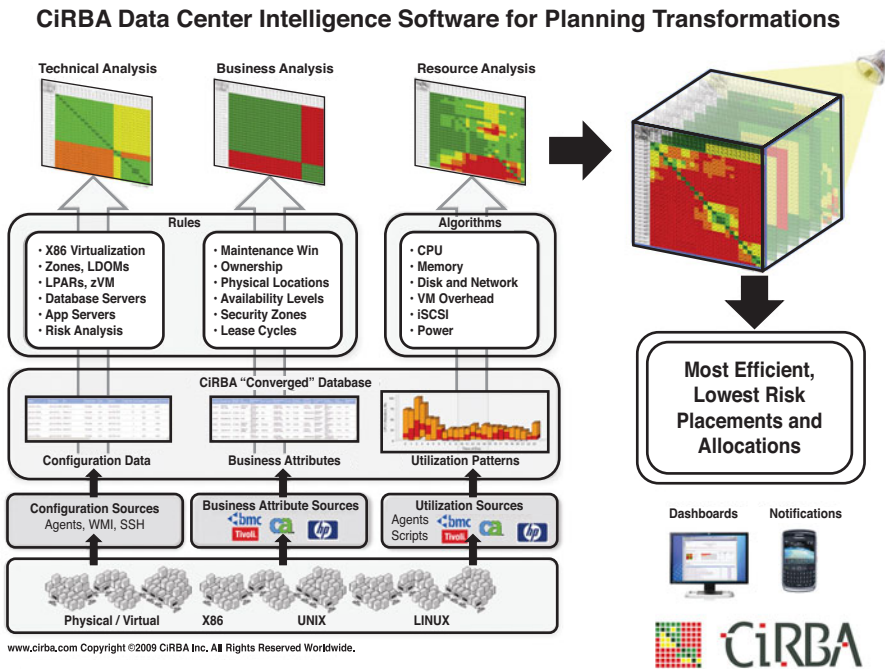 CiRBA Data Center Intelligence Software for Planning Transformations
Technical Analysis
Business Analysis
Resource Analysis
Rules
Algorithms
· X86 Virtualization
· Zones, LDOMs
· LPARs, zVM
· Database Servers
· App Servers
· Risk Analysis
· Maintenance Win
· Ownership
· Physical Locations
· Availability Levels
· Security Zones
· Lease Cycles
· CPU
· Memory
· Disk and Network
· VM Overhead
· iSCSI
· Power
CiRBA “Converged” Database
Configuration Data
Business Attributes
Utilization Patterns
Configuration Sources
Agents, WMI, SSH
Business Attribute Sources
bmc
Tivoli.
ca
hp
Utilization Sources
Agents
Scripts
bmc
Tivoli.
ca
hp
Physical / Virtual
X86
UNIX
LINUX
www.cirba.com Copyright ©2009 CiRBA Inc. All Rights Reserved Worldwide.
Most Efficient,
Lowest Risk
Placements and
Allocations
Dashboards
Notifications
CiRBA